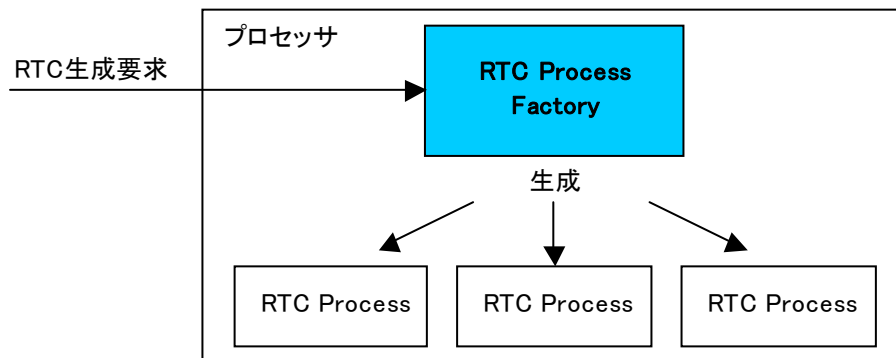 プロセッサ
RTC生成要求
RTC Process
Factory
生成
RTC Process
RTC Process
RTC Process